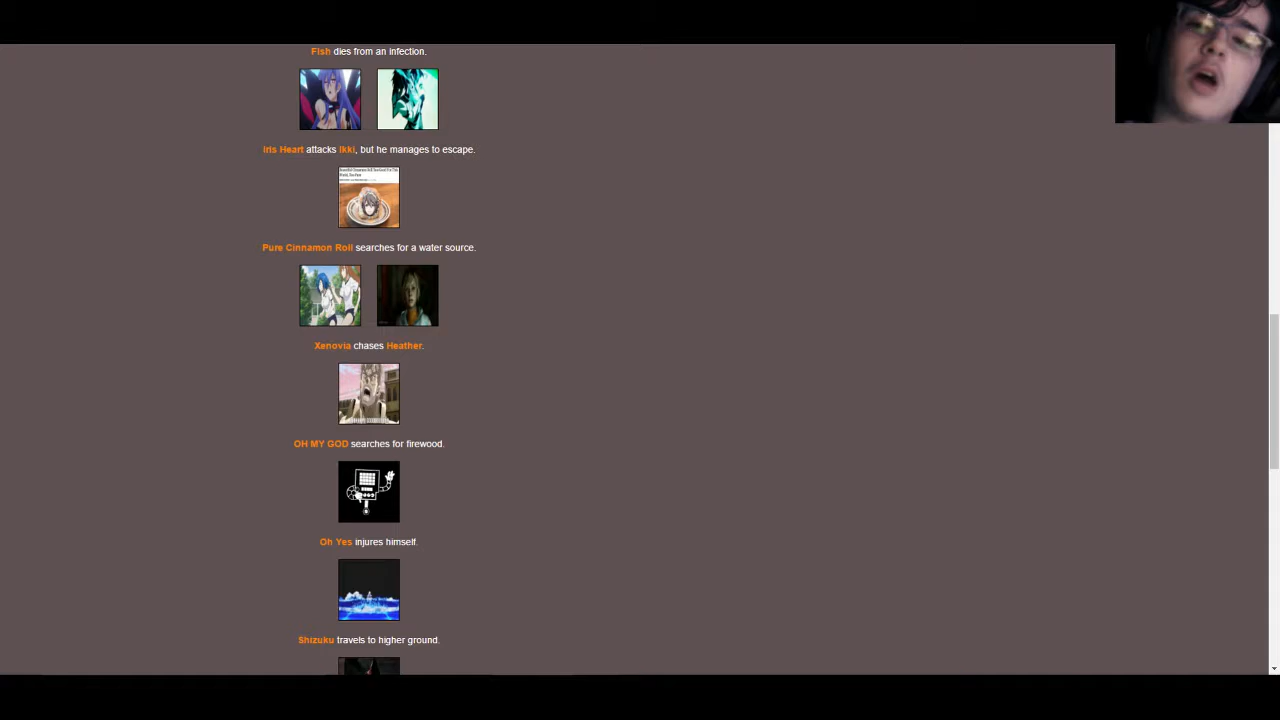 Fish dies from an infection.
Iris Heart attacks Ikki, but he manages to escape.
Pure Cinnamon Roll searches for a water source.
Xenovia chases Heather.
OH MY GOD searches for firewood.
Oh Yes injures himself.
Shizuku travels to higher ground.